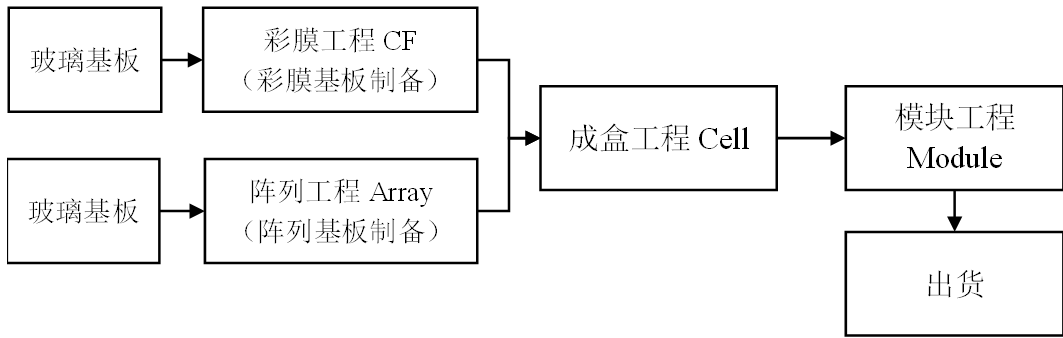 玻璃基板
彩膜工程 CF
（彩膜基板制备）
玻璃基板
阵列工程 Array
（阵列基板制备）
成盒工程 Cell
模块工程
Module
出货